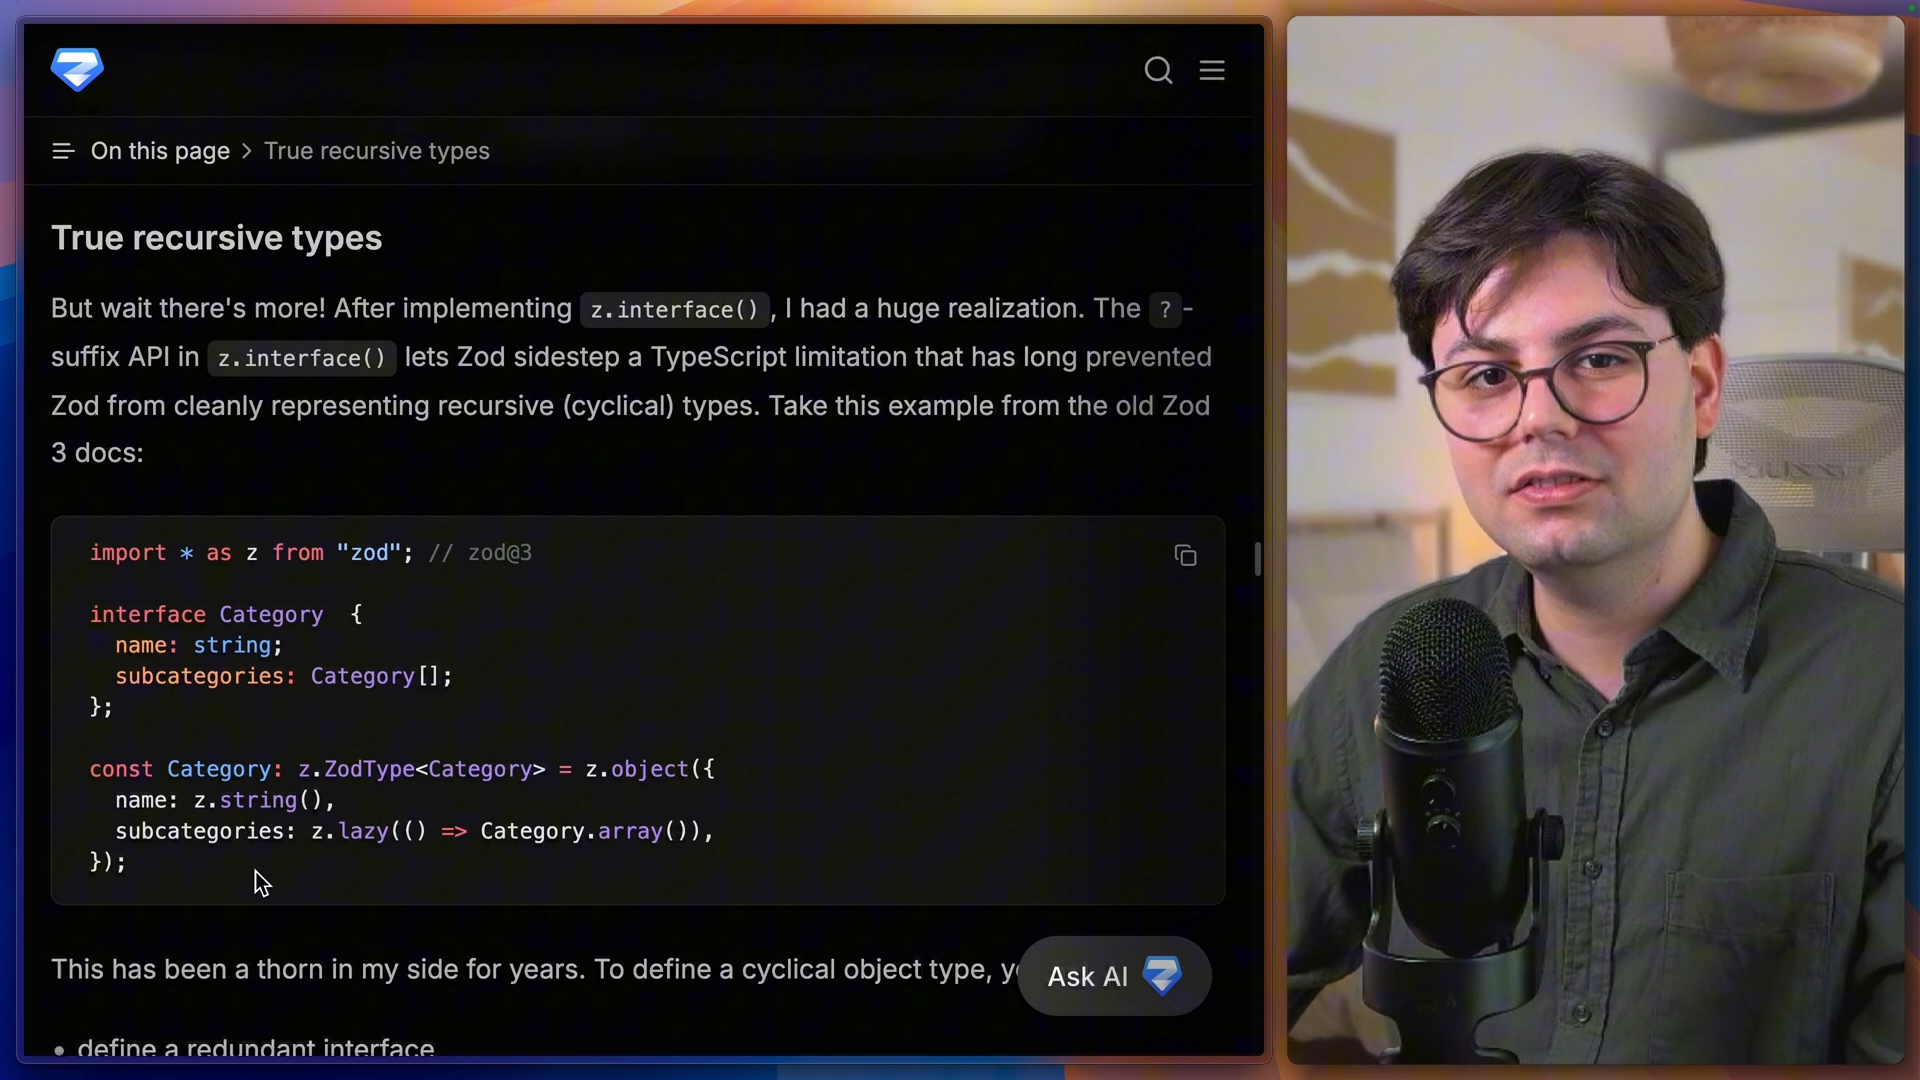 On this page > True recursive types
True recursive types
But wait there's more! After implementing z.interface(), I had a huge realization. The ?-
suffix API in z.interface() lets Zod sidestep a TypeScript limitation that has long prevented
Zod from cleanly representing recursive (cyclical) types. Take this example from the old Zod
3 docs:
import * as z from "zod"; // zod@3
interface Category  {
  name: string;
  subcategories: Category[];
};
const Category: z.ZodType<Category> = z.object({
  name: z.string(),
  subcategories: z.lazy(() => Category.array()),
});
This has been a thorn in my side for years. To define a cyclical object type,
Ask AI
• define a redundant interface